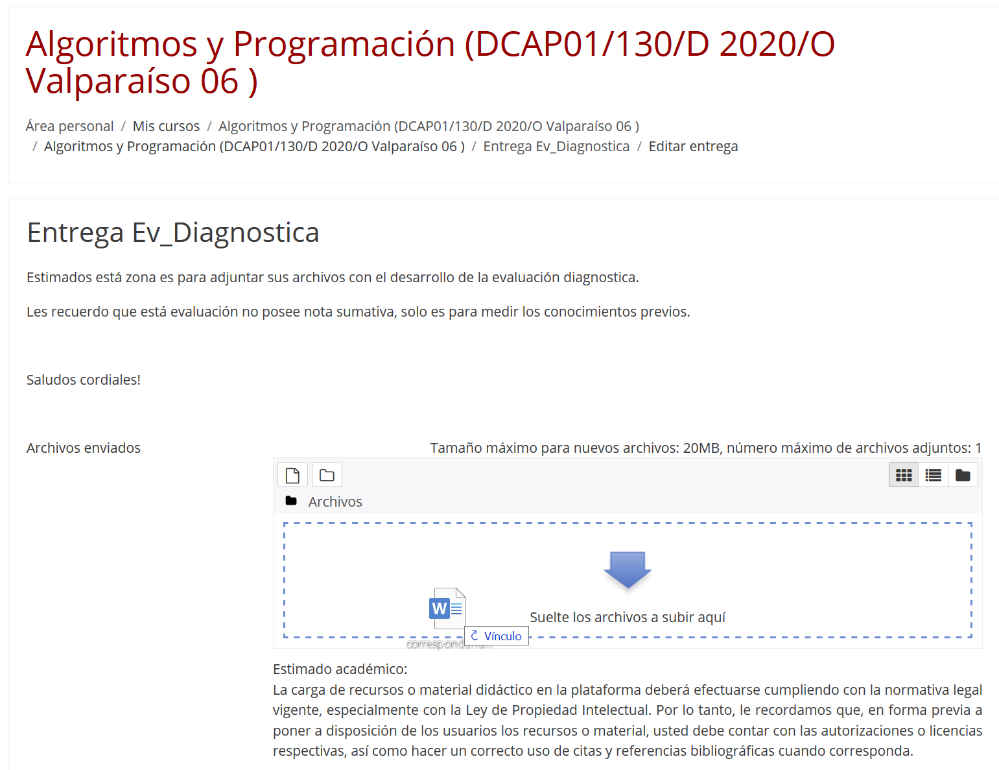 Algoritmos y Programación (DCAP01/130/D 2020/O
Valparaíso 06 )
Área personal / Mis cursos / Algoritmos y Programación (DCAP01/130/D 2020/O Valparaíso 06 )
/ Algoritmos y Programación (DCAP01/130/D 2020/O Valparaíso 06 ) / Entrega Ev_Diagnostica / Editar entrega
Entrega Ev_Diagnostica
Estimados está zona es para adjuntar sus archivos con el desarrollo de la evaluación diagnostica.
Les recuerdo que está evaluación no posee nota sumativa, solo es para medir los conocimientos previos.
Saludos cordiales!
Archivos enviados
Tamaño máximo para nuevos archivos: 20MB, número máximo de archivos adjuntos: 1
Archivos
W
Suelte los archivos a subir aquí
Vínculo
Estimado académico:
La carga de recursos o material didáctico en la plataforma deberá efectuarse cumpliendo con la normativa legal
vigente, especialmente con la Ley de Propiedad Intelectual. Por lo tanto, le recordamos que, en forma previa a
poner a disposición de los usuarios los recursos o material, usted debe contar con las autorizaciones o licencias
respectivas, así como hacer un correcto uso de citas y referencias bibliográficas cuando corresponda.